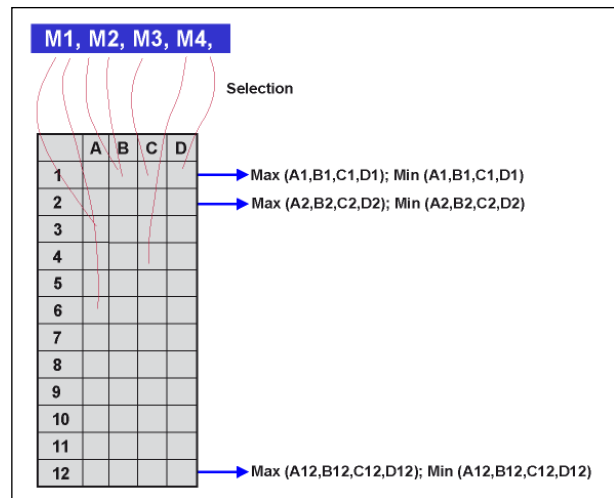 M1, M2, M3, M4,
Selection
A B C D
1 Max (A1,B1,C1,D1); Min (A1,B1,C1,D1)
2 Max (A2,B2,C2,D2); Min (A2,B2,C2,D2)
3
4
5
6
7
8
9
10
11
12 Max (A12,B12,C12,D12); Min (A12,B12,C12,D12)